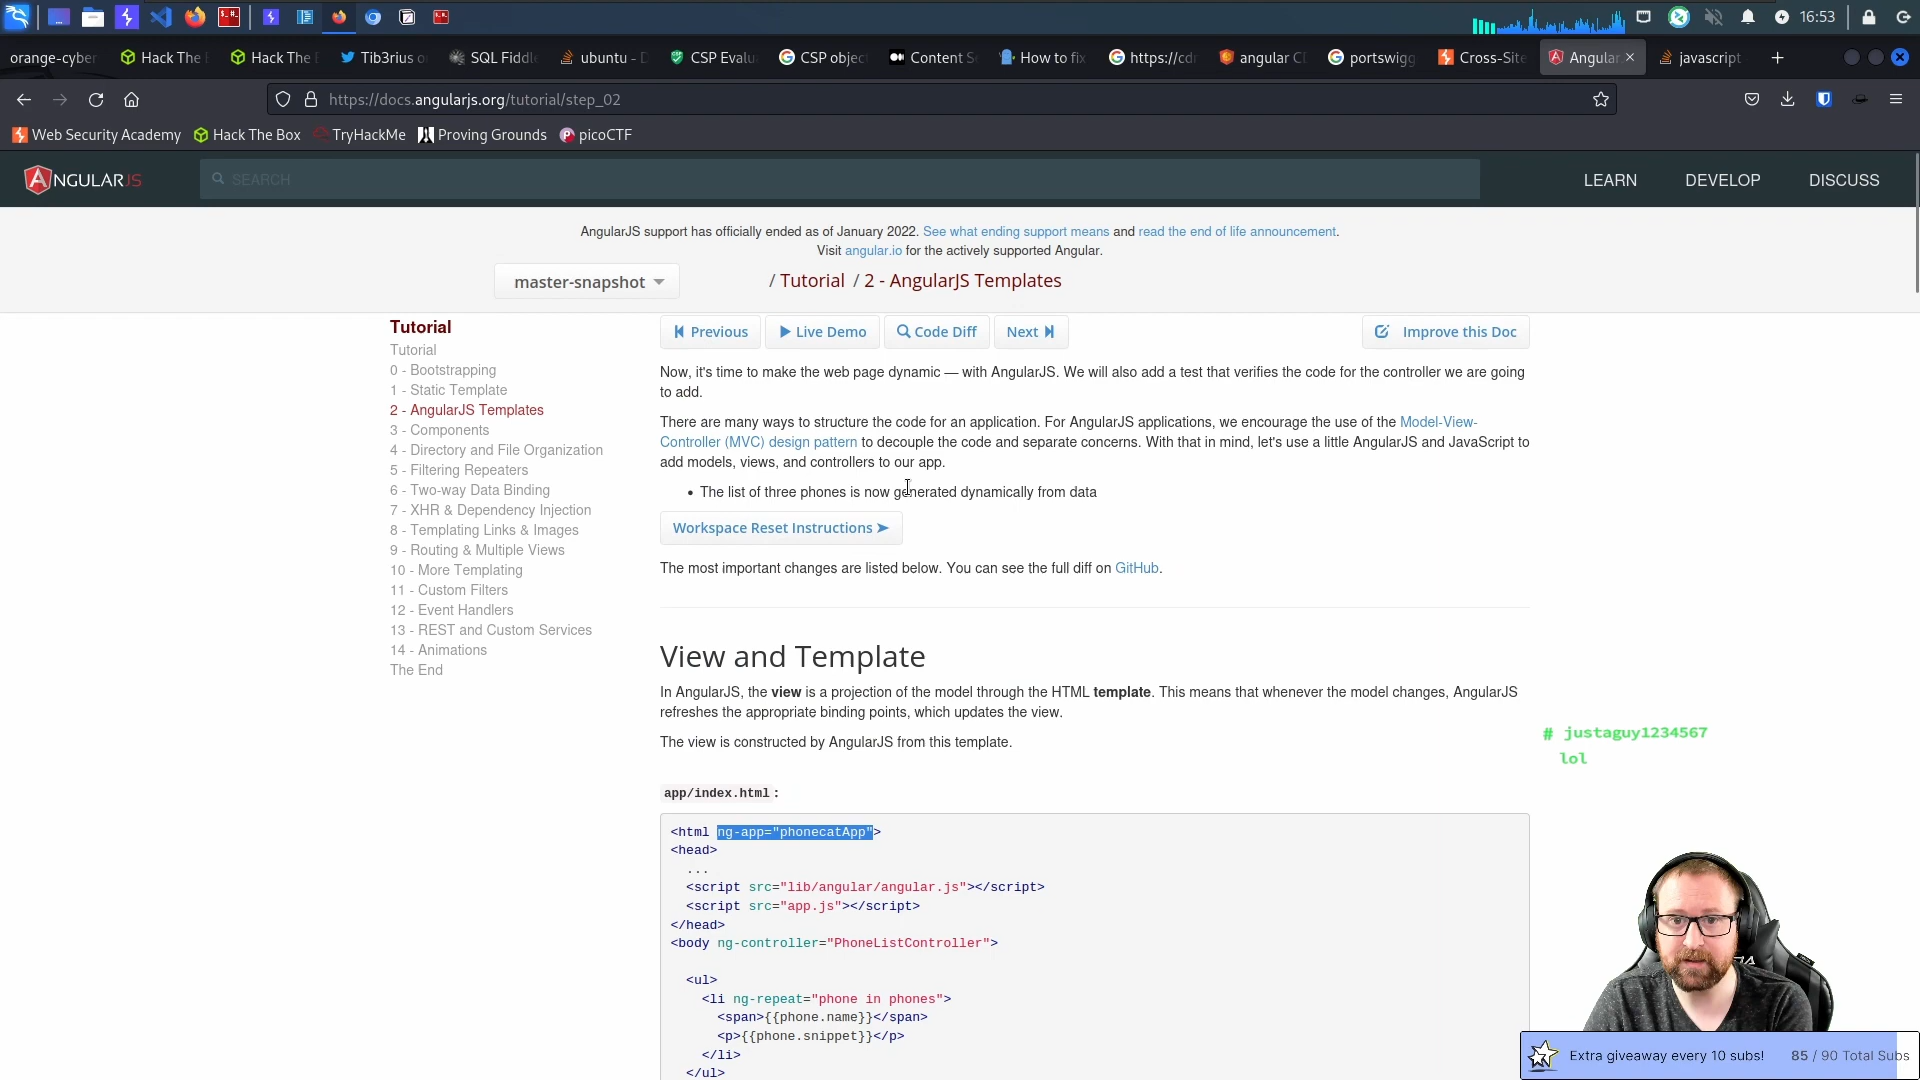 16:53
orange-cyber
Hack The
Hack The
Tib3rius o
SQL Fiddle
ubuntu - D
CSP Evalu
CSP objec
Content S
How to fix
https://cdn
angular CD
portswigg
Cross-Site
Angular
javascript
https://docs.angularjs.org/tutorial/step_02
Web Security Academy
Hack The Box
TryHackMe
Proving Grounds
picoCTF
ANGULARJS
SEARCH
LEARN
DEVELOP
DISCUSS
AngularJS support has officially ended as of January 2022. See what ending support means and read the end of life announcement.
Visit angular.io for the actively supported Angular.
master-snapshot
/ Tutorial / 2 - AngularJS Templates
Tutorial
Tutorial
0 - Bootstrapping
1 - Static Template
2 - AngularJS Templates
3 - Components
4 - Directory and File Organization
5 - Filtering Repeaters
6 - Two-way Data Binding
7 - XHR & Dependency Injection
8 - Templating Links & Images
9 - Routing & Multiple Views
10 - More Templating
11 - Custom Filters
12 - Event Handlers
13 - REST and Custom Services
14 - Animations
The End
Previous
Live Demo
Code Diff
Next
Improve this Doc
Now, it's time to make the web page dynamic — with AngularJS. We will also add a test that verifies the code for the controller we are going
to add.
There are many ways to structure the code for an application. For AngularJS applications, we encourage the use of the Model-View-
Controller (MVC) design pattern to decouple the code and separate concerns. With that in mind, let's use a little AngularJS and JavaScript to
add models, views, and controllers to our app.
• The list of three phones is now generated dynamically from data
Workspace Reset Instructions ➤
The most important changes are listed below. You can see the full diff on GitHub.
View and Template
In AngularJS, the view is a projection of the model through the HTML template. This means that whenever the model changes, AngularJS
refreshes the appropriate binding points, which updates the view.
The view is constructed by AngularJS from this template.
app/index.html:
<html ng-app="phonecatApp">
<head>
...
<script src="lib/angular/angular.js"></script>
<script src="app.js"></script>
</head>
<body ng-controller="PhoneListController">
<ul>
<li ng-repeat="phone in phones">
<span>{{phone.name}}</span>
<p>{{phone.snippet}}</p>
</li>
</ul>
# justaguy1234567
lol
Extra giveaway every 10 subs!
85 / 90 Total Subs